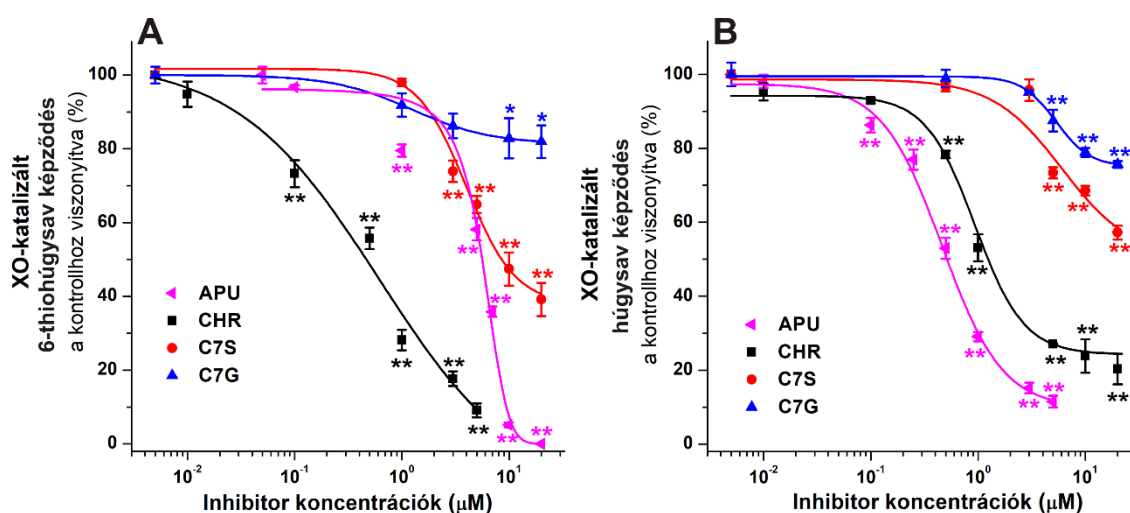 A
XO-katalizált
6-thiohúgysav képződés
a kontrollhoz viszonyítva (%)
100
80
60
40
20
0
APU
CHR
C7S
C7G
** ** ** ** ** **
** ** ** ** ** **
** ** ** **
* *
10⁻² 10⁻¹ 10⁰ 10¹
Inhibitor koncentrációk (μM)
B
XO-katalizált
húgysav képződés
a kontrollhoz viszonyítva (%)
100
80
60
40
20
0
APU
CHR
C7S
C7G
** ** ** ** ** **
** ** ** ** **
** ** **
** ** **
10⁻² 10⁻¹ 10⁰ 10¹
Inhibitor koncentrációk (μM)